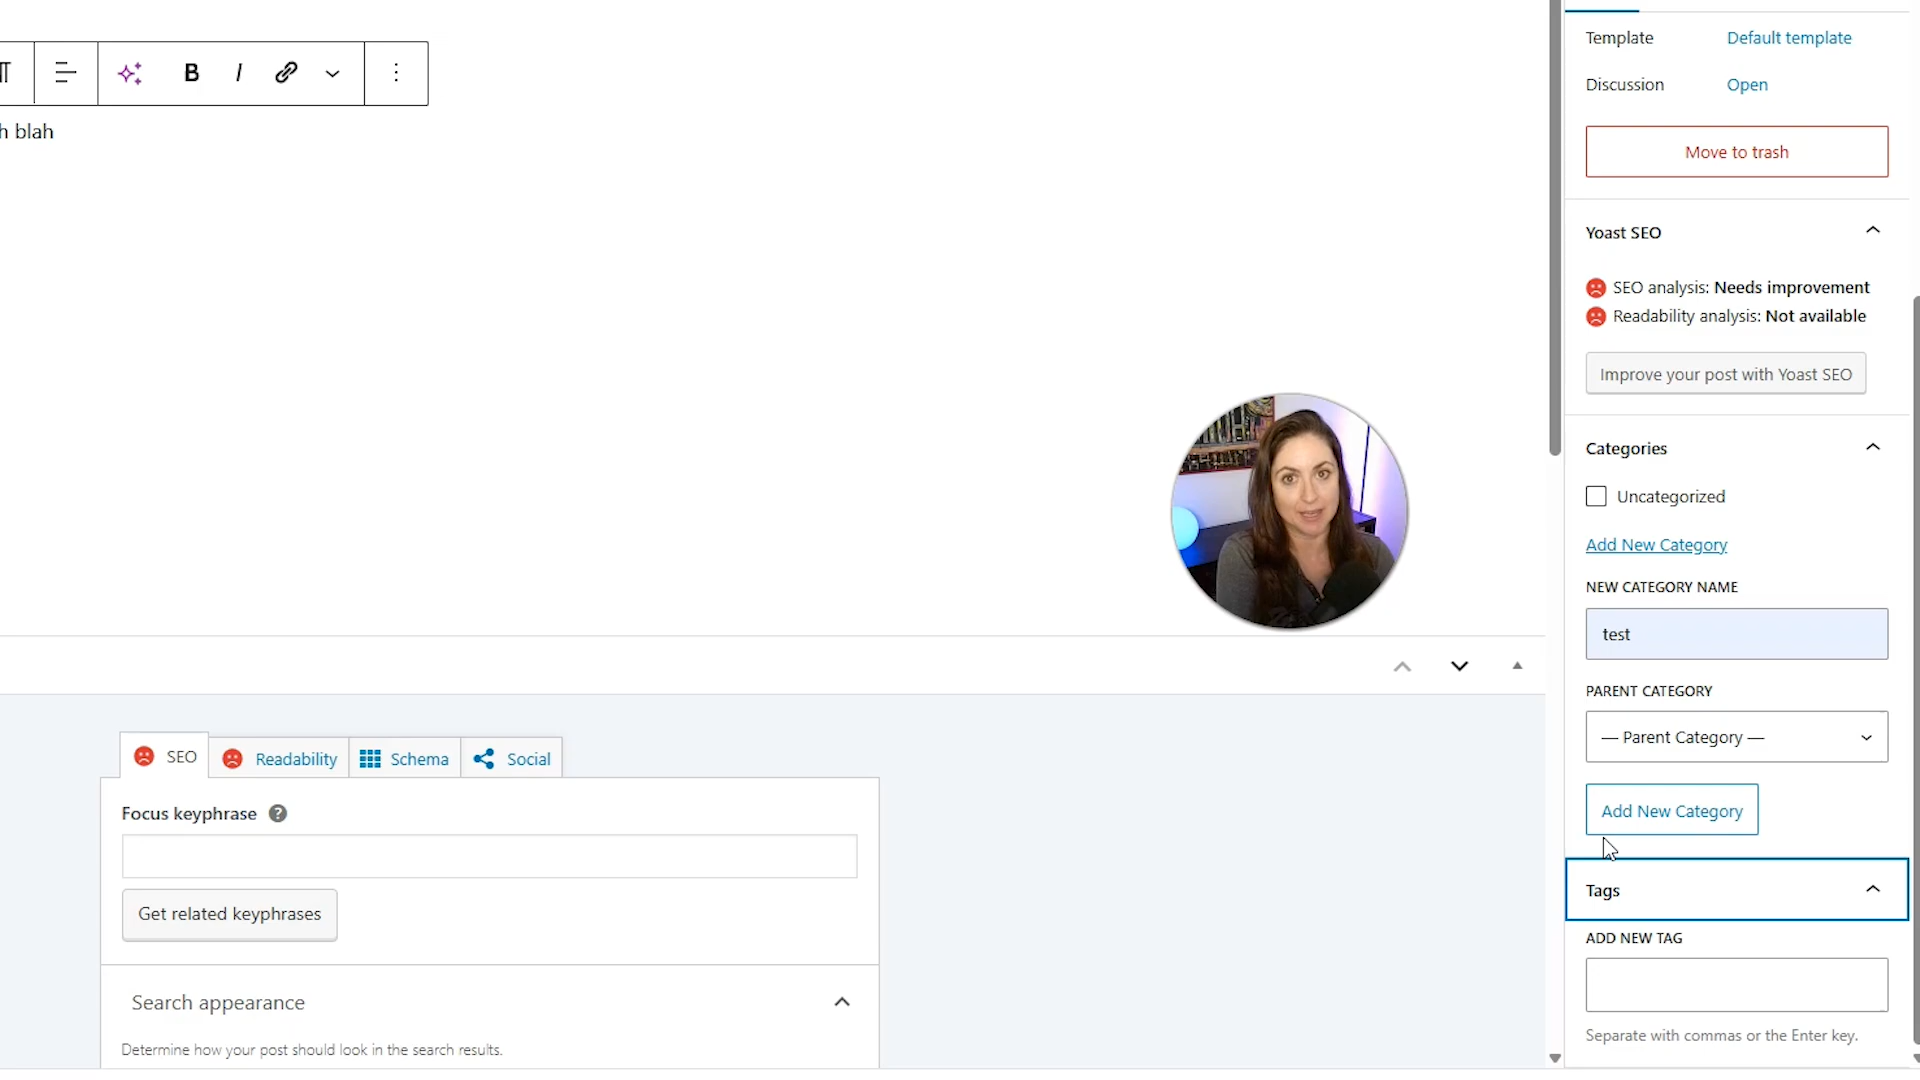 B I
h blah
Template Default template
Discussion Open
Move to trash
Yoast SEO
SEO analysis: Needs improvement
Readability analysis: Not available
Improve your post with Yoast SEO
Categories
Uncategorized
Add New Category
NEW CATEGORY NAME
test
PARENT CATEGORY
— Parent Category —
Add New Category
Tags
ADD NEW TAG
Separate with commas or the Enter key.
SEO Readability Schema Social
Focus keyphrase ?
Get related keyphrases
Search appearance
Determine how your post should look in the search results.